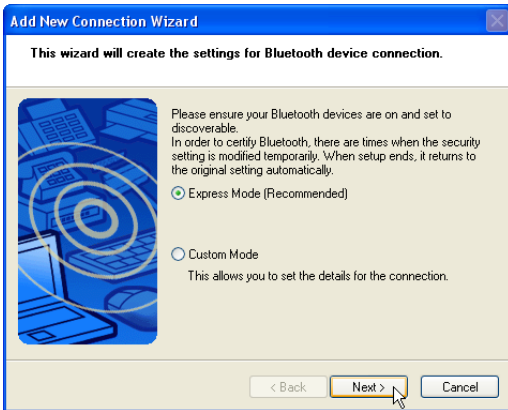 Add New Connection Wizard
This wizard will create the settings for Bluetooth device connection.
Please ensure your Bluetooth devices are on and set to
discoverable.
In order to certify Bluetooth, there are times when the security
setting is modified temporarily. When setup ends, it returns to
the original setting automatically.
Express Mode (Recommended)
Custom Mode
This allows you to set the details for the connection.
< Back Next > Cancel